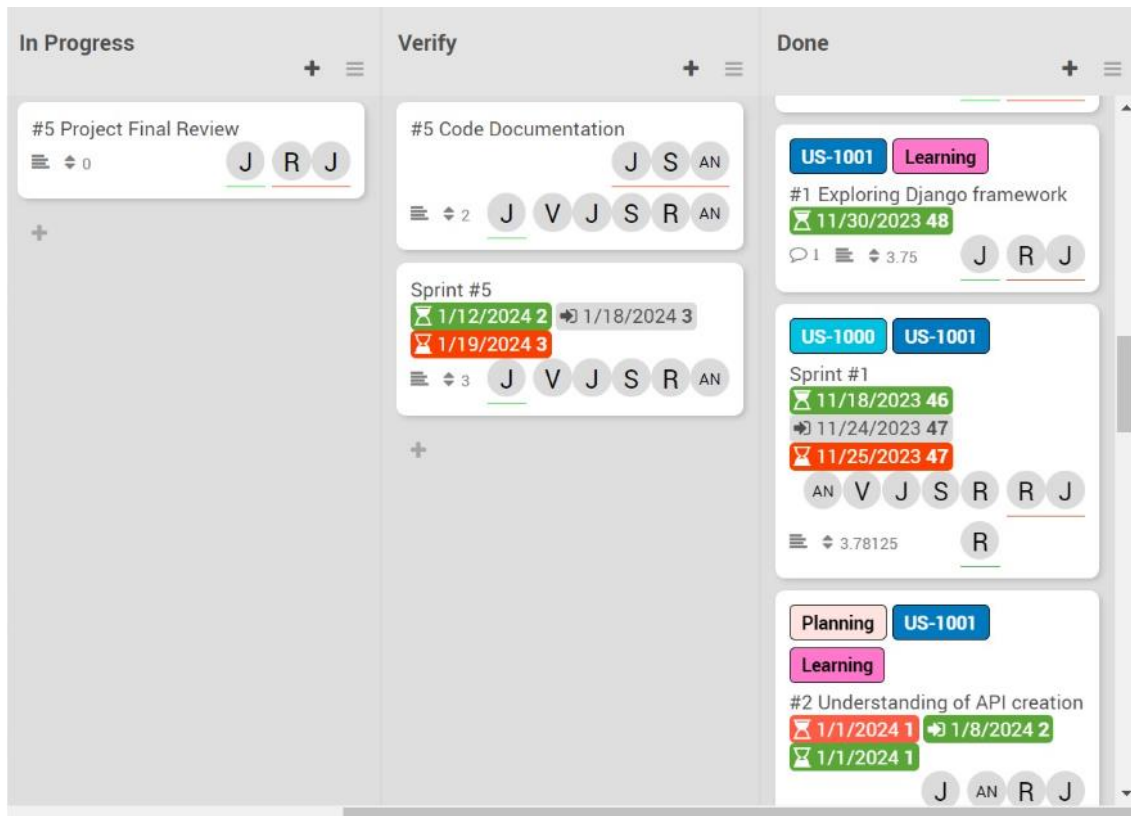 In Progress
#5 Project Final Review
0 J R J
Verify
#5 Code Documentation
J S AN
2 J V J S R AN
Sprint #5
1/12/2024 2 1/18/2024 3
1/19/2024 3
3 J V J S R AN
Done
US-1001 Learning
#1 Exploring Django framework
11/30/2023 48
1 3.75 J R J
US-1000 US-1001
Sprint #1
11/18/2023 46
11/24/2023 47
11/25/2023 47
AN V J S R R J
3.78125 R
Planning US-1001
Learning
#2 Understanding of API creation
1/1/2024 1 1/8/2024 2
1/1/2024 1
J AN R J